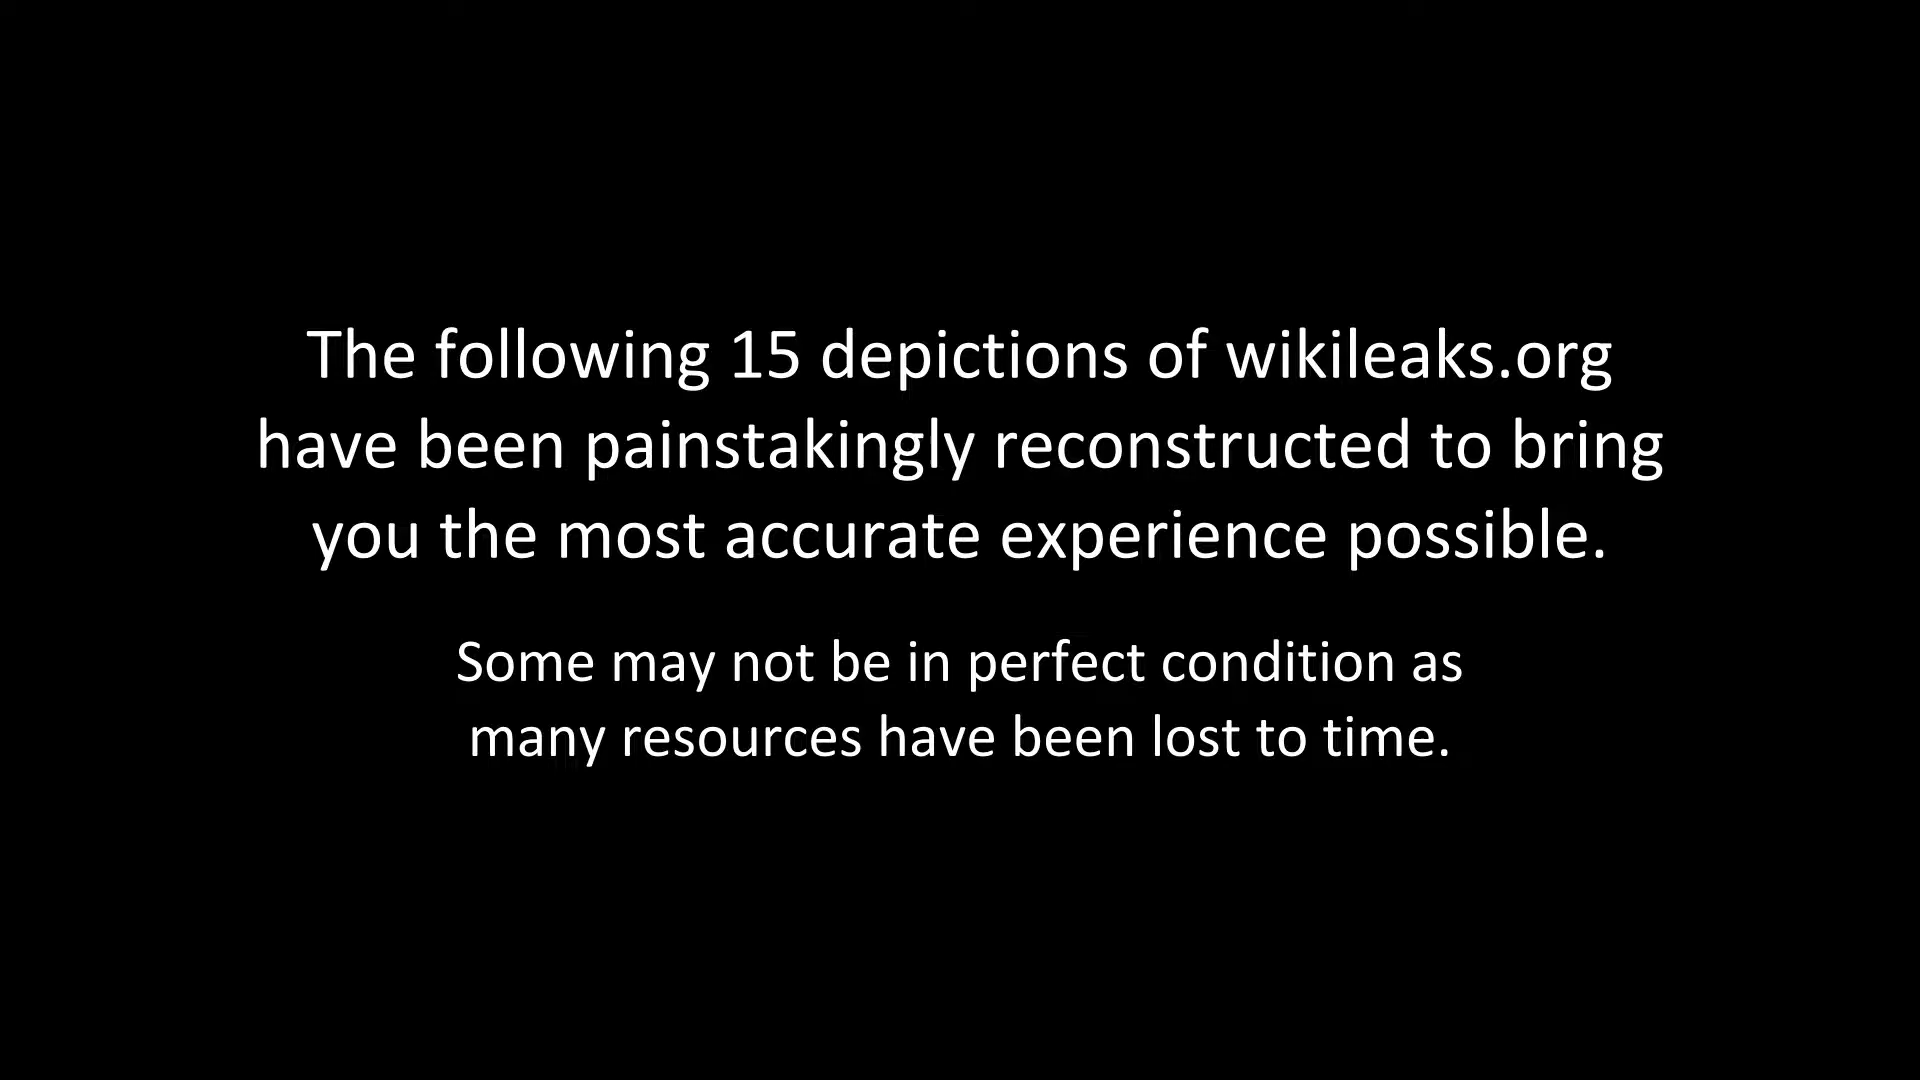 The following 15 depictions of wikileaks.org
have been painstakingly reconstructed to bring
you the most accurate experience possible.
Some may not be in perfect condition as
many resources have been lost to time.